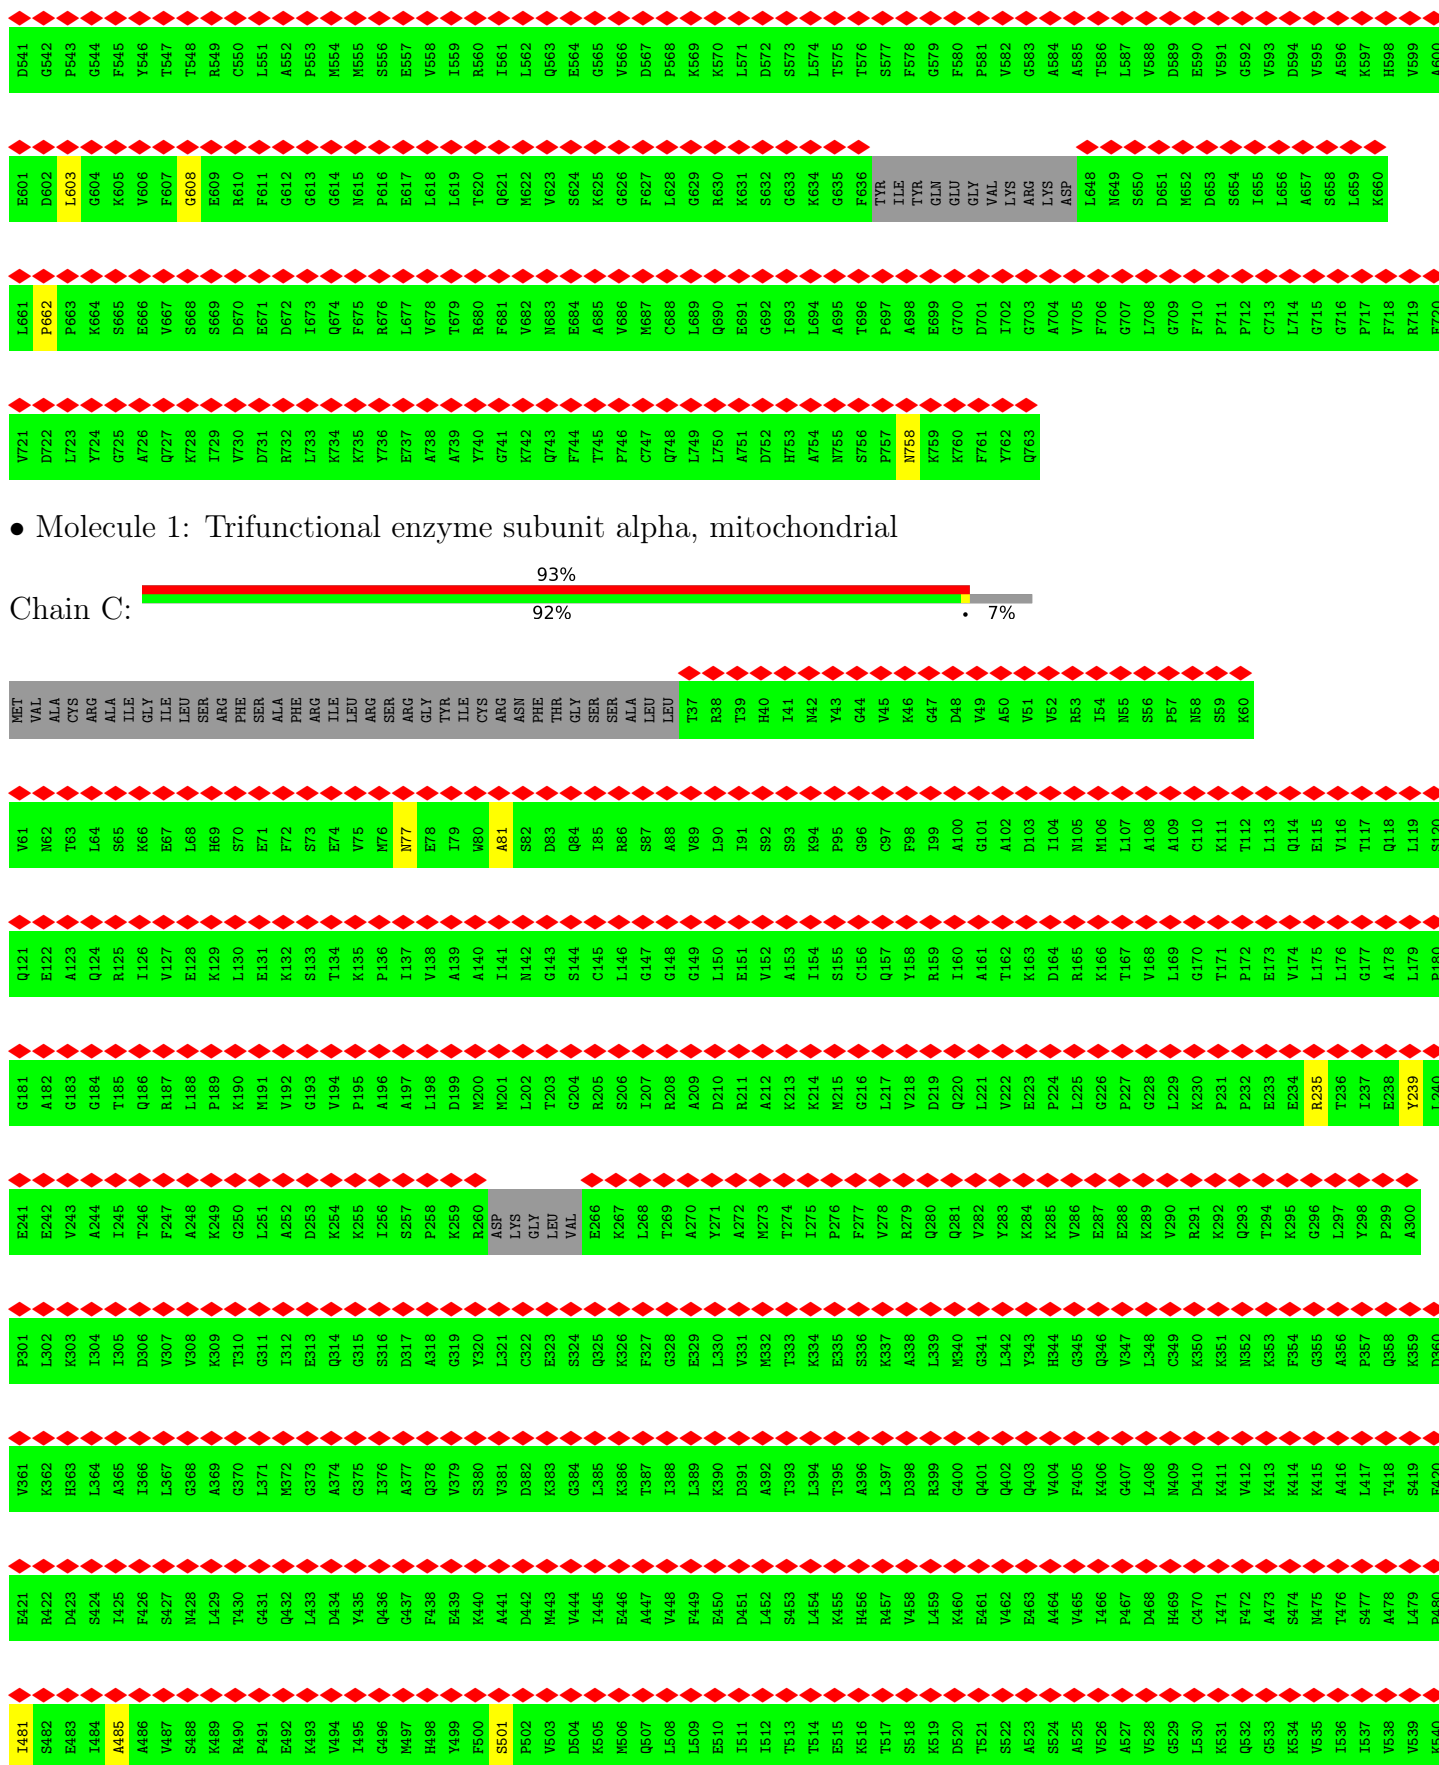 D541 G542 P543 G544 F545 Y546 T547 T548 R549 C550 L551 A552 P553 M554 M555 S556 E557 V558 I559 R560 I561 L562 Q563 E564 G565 V566 D567 P568 K569 K570 L571 D572 S573 L574 T575 T576 S577 F578 G579 F580 P581 V582 G583 A584 A585 T586 L587 V588 D589 E590 V591 G592 V593 D594 V595 A596 K597 H598 V599 A600
E601 D602 L603 G604 K605 V606 F607 G608 E609 R610 F611 G612 G613 G614 N615 P616 E617 L618 L619 T620 Q621 M622 V623 S624 K625 G626 F627 L628 G629 R630 K631 S632 G633 K634 G635 F636 TYR ILE TYR GLN GLU GLY VAL LYS ARG LYS ASP L648 N649 S650 D651 M652 D653 S654 I655 L656 A657 S658 L659 K660
L661 P662 P663 K664 S665 E666 V667 S668 S669 D670 E671 D672 I673 Q674 F675 R676 L677 V678 T679 R680 F681 V682 N683 E684 A685 V686 M687 C688 L689 Q690 E691 G692 I693 L694 A695 T696 P697 A698 E699 G700 D701 I702 G703 A704 V705 F706 G707 L708 G709 F710 P711 P712 C713 L714 G715 G716 P717 F718 R719 F720
V721 D722 L723 Y724 G725 A726 Q727 K728 I729 V730 D731 R732 L733 K734 K735 Y736 E737 A738 A739 Y740 G741 K742 Q743 F744 T745 P746 C747 Q748 L749 L750 A751 D752 H753 A754 N755 S756 P757 N758 K759 K760 F761 Y762 Q763
• Molecule 1: Trifunctional enzyme subunit alpha, mitochondrial
93%
Chain C:
92% • 7%
MET VAL ALA CYS ARG ALA ILE GLY ILE LEU SER ARG PHE SER ALA PHE ARG ILE LEU ARG SER ARG GLY TYR ILE CYS ARG ASN PHE THR GLY SER SER ALA LEU LEU T37 R38 T39 H40 I41 N42 Y43 G44 V45 K46 G47 D48 V49 A50 V51 V52 R53 I54 N55 S56 P57 N58 S59 K60
V61 N62 T63 L64 S65 K66 E67 L68 H69 S70 E71 F72 S73 E74 V75 M76 N77 E78 I79 W80 A81 S82 D83 Q84 I85 R86 S87 A88 V89 L90 I91 S92 S93 K94 P95 G96 C97 F98 I99 A100 G101 A102 D103 I104 N105 M106 L107 A108 A109 C110 K111 T112 L113 Q114 E115 V116 T117 Q118 L119 S120
Q121 E122 A123 Q124 R125 I126 V127 E128 K129 L130 E131 K132 S133 T134 K135 P136 I137 V138 A139 A140 I141 N142 G143 S144 C145 L146 G147 G148 G149 L150 E151 V152 A153 I154 S155 C156 Q157 Y158 R159 I160 A161 T162 K163 D164 R165 K166 T167 V168 L169 G170 T171 P172 E173 V174 L175 L176 G177 A178 L179 P180
G181 A182 G183 G184 T185 Q186 R187 L188 P189 K190 M191 V192 G193 V194 P195 A196 A197 L198 D199 M200 M201 L202 T203 G204 R205 S206 I207 R208 A209 D210 R211 A212 K213 K214 M215 G216 L217 V218 D219 Q220 L221 V222 E223 P224 L225 G226 P227 G228 L229 K230 P231 P232 E233 E234 R235 T236 I237 E238 Y239 L240
E241 E242 V243 A244 I245 T246 F247 A248 K249 G250 L251 A252 D253 K254 K255 I256 S257 P258 K259 R260 ASP LYS GLY LEU VAL E266 K267 L268 T269 A270 Y271 A272 M273 T274 I275 P276 F277 V278 R279 Q280 Q281 V282 Y283 K284 K285 V286 E287 E288 K289 V290 R291 K292 Q293 T294 K295 G296 L297 Y298 P299 A300
P301 L302 K303 I304 I305 D306 V307 V308 K309 T310 G311 I312 E313 Q314 G315 S316 D317 A318 G319 Y320 L321 C322 E323 S324 Q325 K326 F327 G328 E329 L330 V331 M332 T333 K334 E335 S336 K337 A338 L339 M340 G341 L342 Y343 H344 G345 Q346 V347 L348 C349 K350 K351 N352 K353 F354 G355 A356 P357 Q358 K359 D360
V361 K362 H363 L364 A365 I366 L367 G368 A369 G370 L371 M372 G373 A374 G375 I376 A377 Q378 V379 S380 V381 D382 K383 G384 L385 K386 T387 I388 L389 K390 D391 A392 T393 L394 T395 A396 L397 D398 R399 G400 Q401 Q402 Q403 V404 F405 K406 G407 L408 N409 D410 K411 V412 K413 K414 K415 A416 L417 T418 S419 F420
E421 R422 D423 S424 I425 F426 S427 N428 L429 T430 G431 Q432 L433 D434 Y435 Q436 G437 F438 E439 K440 A441 D442 M443 V444 I445 E446 A447 V448 F449 E450 D451 L452 S453 L454 K455 H456 R457 V458 L459 K460 E461 V462 E463 A464 V465 I466 P467 D468 H469 C470 I471 F472 A473 S474 N475 T476 S477 A478 L479 P480
I481 S482 E483 I484 A485 A486 V487 S488 K489 R490 P491 E492 K493 V494 I495 G496 M497 H498 Y499 F500 S501 P502 V503 D504 K505 M506 Q507 L508 L509 E510 I511 I512 T513 T514 E515 K516 T517 S518 K519 D520 T521 S522 A523 S524 A525 V526 A527 V528 G529 L530 K531 Q532 G533 K534 V535 I536 I537 V538 V539 K540